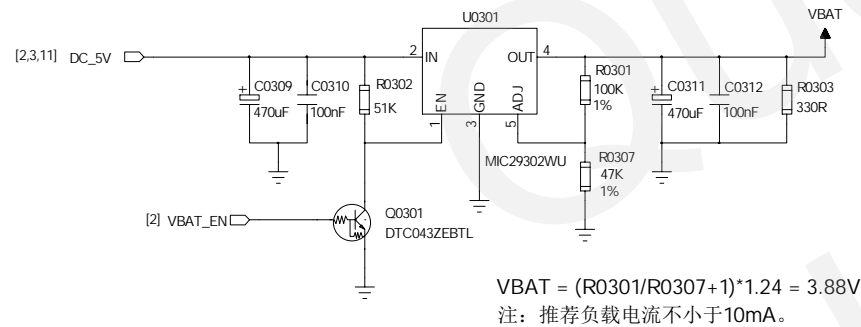 U0301
VBAT
[2,3,11] DC_5V
2 IN OUT 4
EN GND ADJ
1 3 5
C0309
470uF
C0310
100nF
R0302
51K
R0301
100K
1%
C0311
470uF
C0312
100nF
R0303
330R
MIC29302WU
R0307
47K
1%
[2] VBAT_EN
Q0301
DTC043ZEBTL
VBAT = (R0301/R0307+1)*1.24 = 3.88V
注：推荐负载电流不小于10mA。